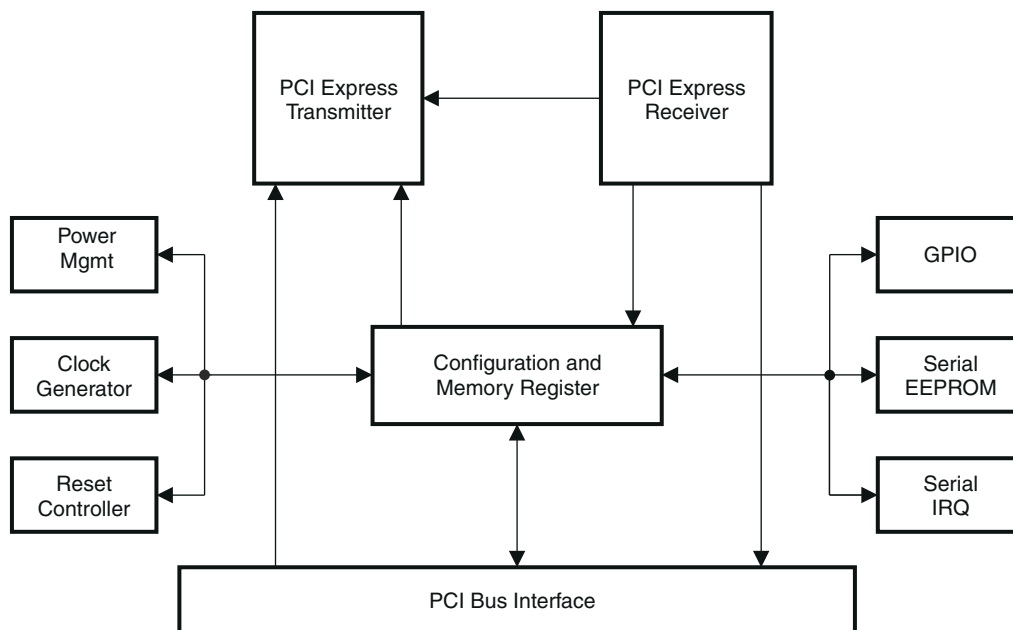 PCI Express
Transmitter
PCI Express
Receiver
Power
Mgmt
GPIO
Clock
Generator
Configuration and
Memory Register
Serial
EEPROM
Reset
Controller
Serial
IRQ
PCI Bus Interface